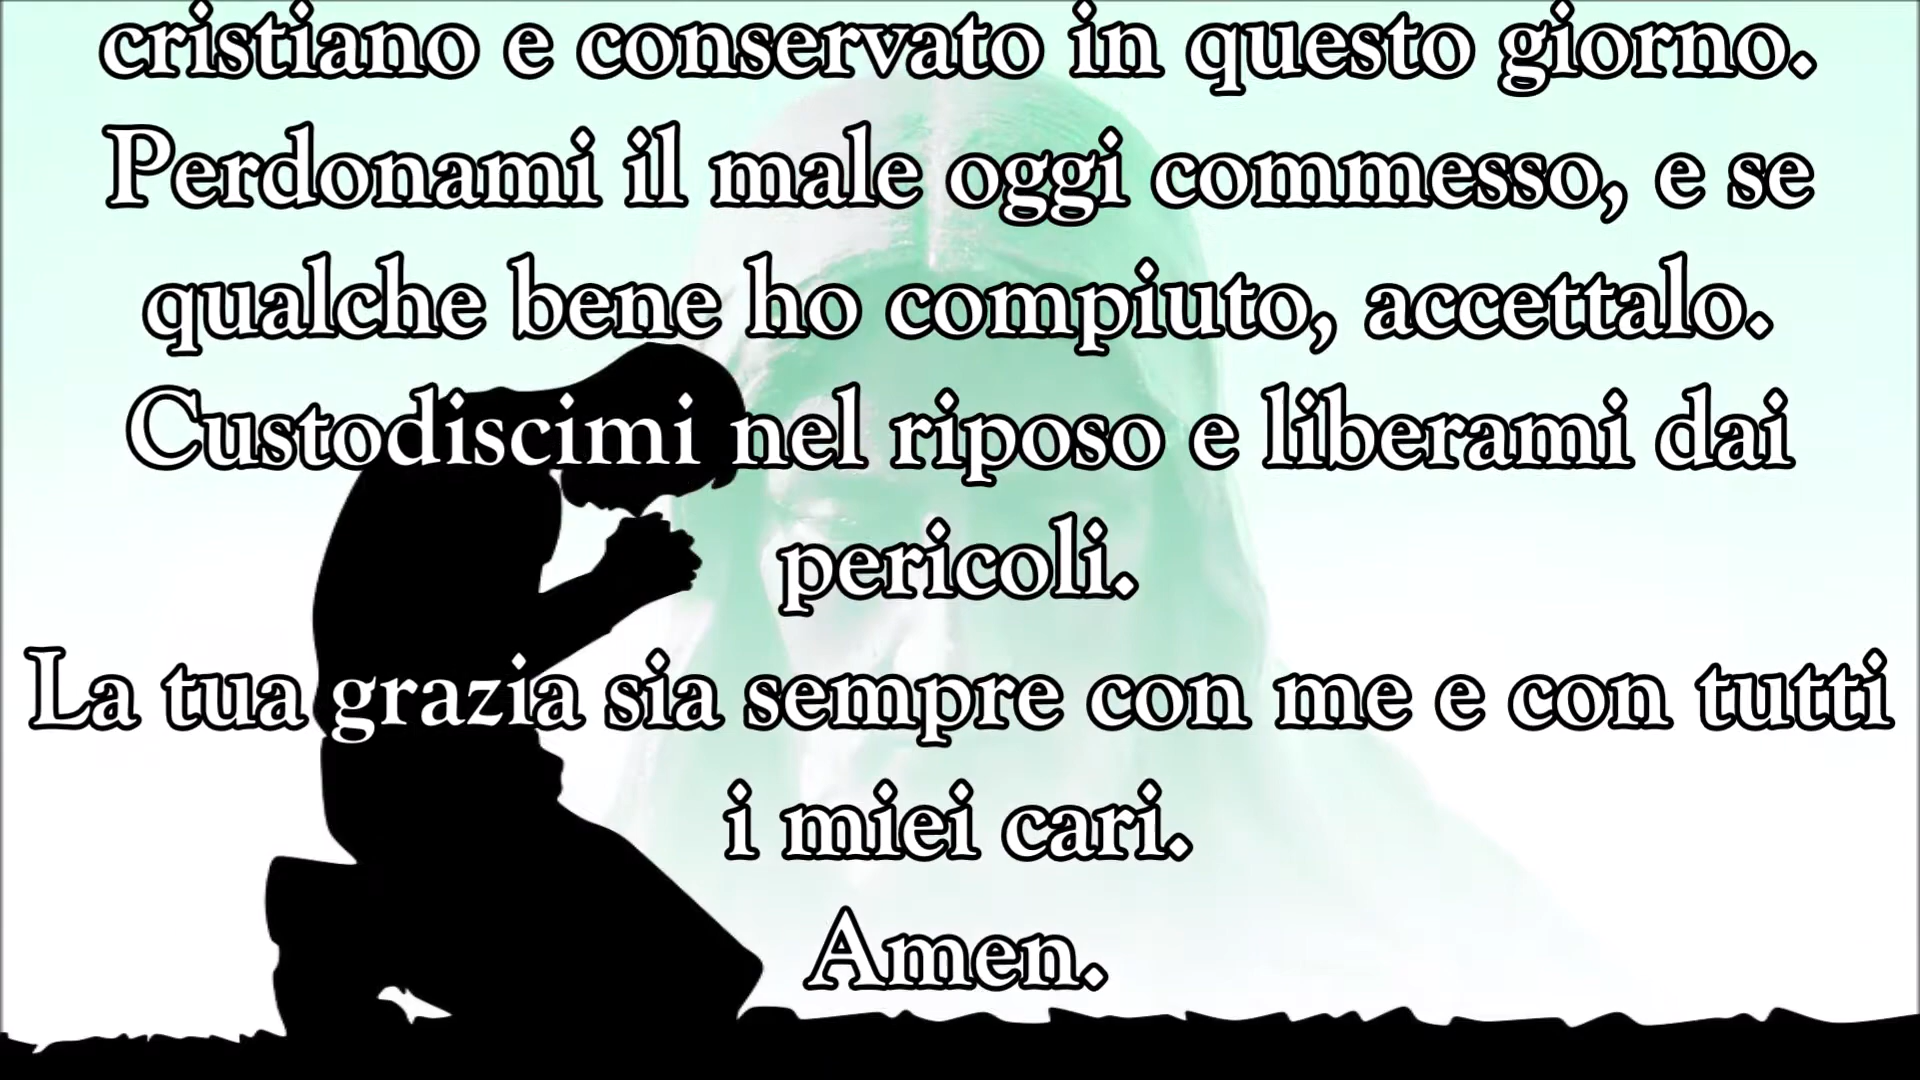 cristiano e conservato in questo giorno.
Perdonami il male oggi commesso, e se
qualche bene ho compiuto, accettalo.
Custodiscimi nel riposo e liberami dai
pericoli.
La tua grazia sia sempre con me e con tutti
i miei cari.
Amen.